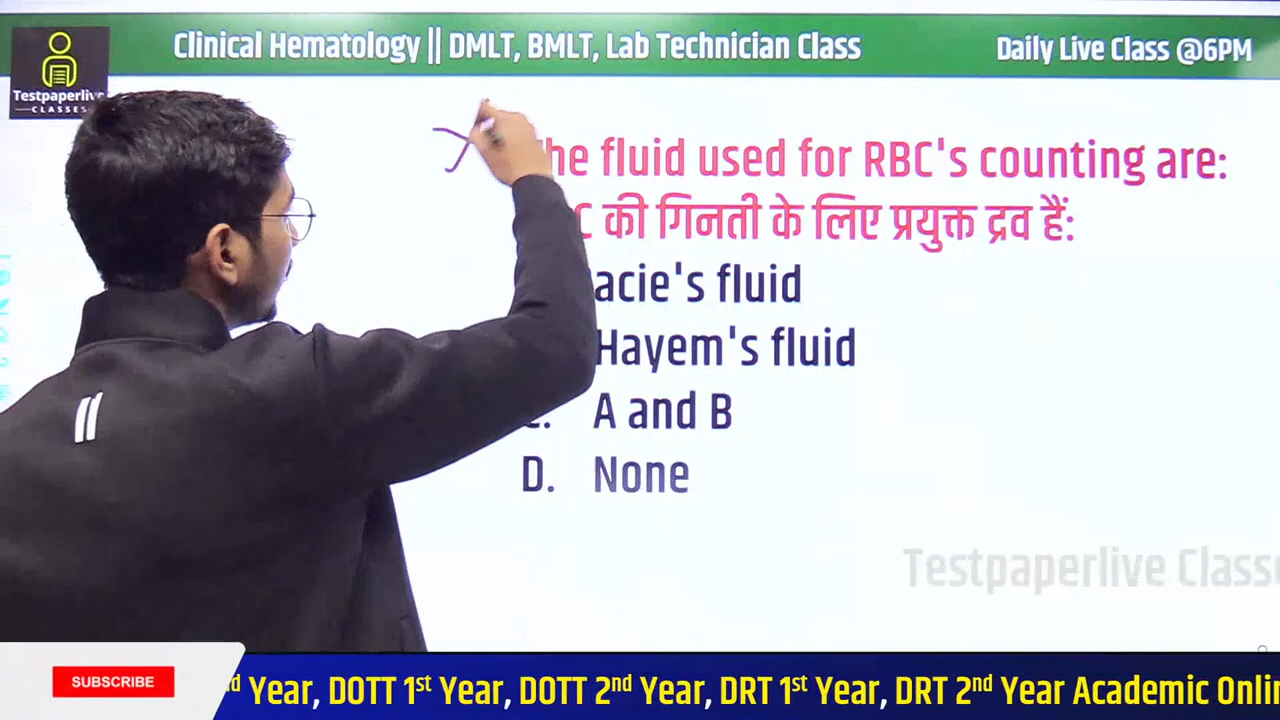 Clinical Hematology || DMLT, BMLT, Lab Technician Class
Daily Live Class @6PM
Testpaperlive
CLASSES
he fluid used for RBC's counting are:
C की गिनती के लिए प्रयुक्त द्रव हैं:
acie's fluid
Hayem's fluid
A and B
D. None
Testpaperlive Classe
SUBSCRIBE
nd Year, DOTT 1st Year, DOTT 2nd Year, DRT 1st Year, DRT 2nd Year Academic Onlin